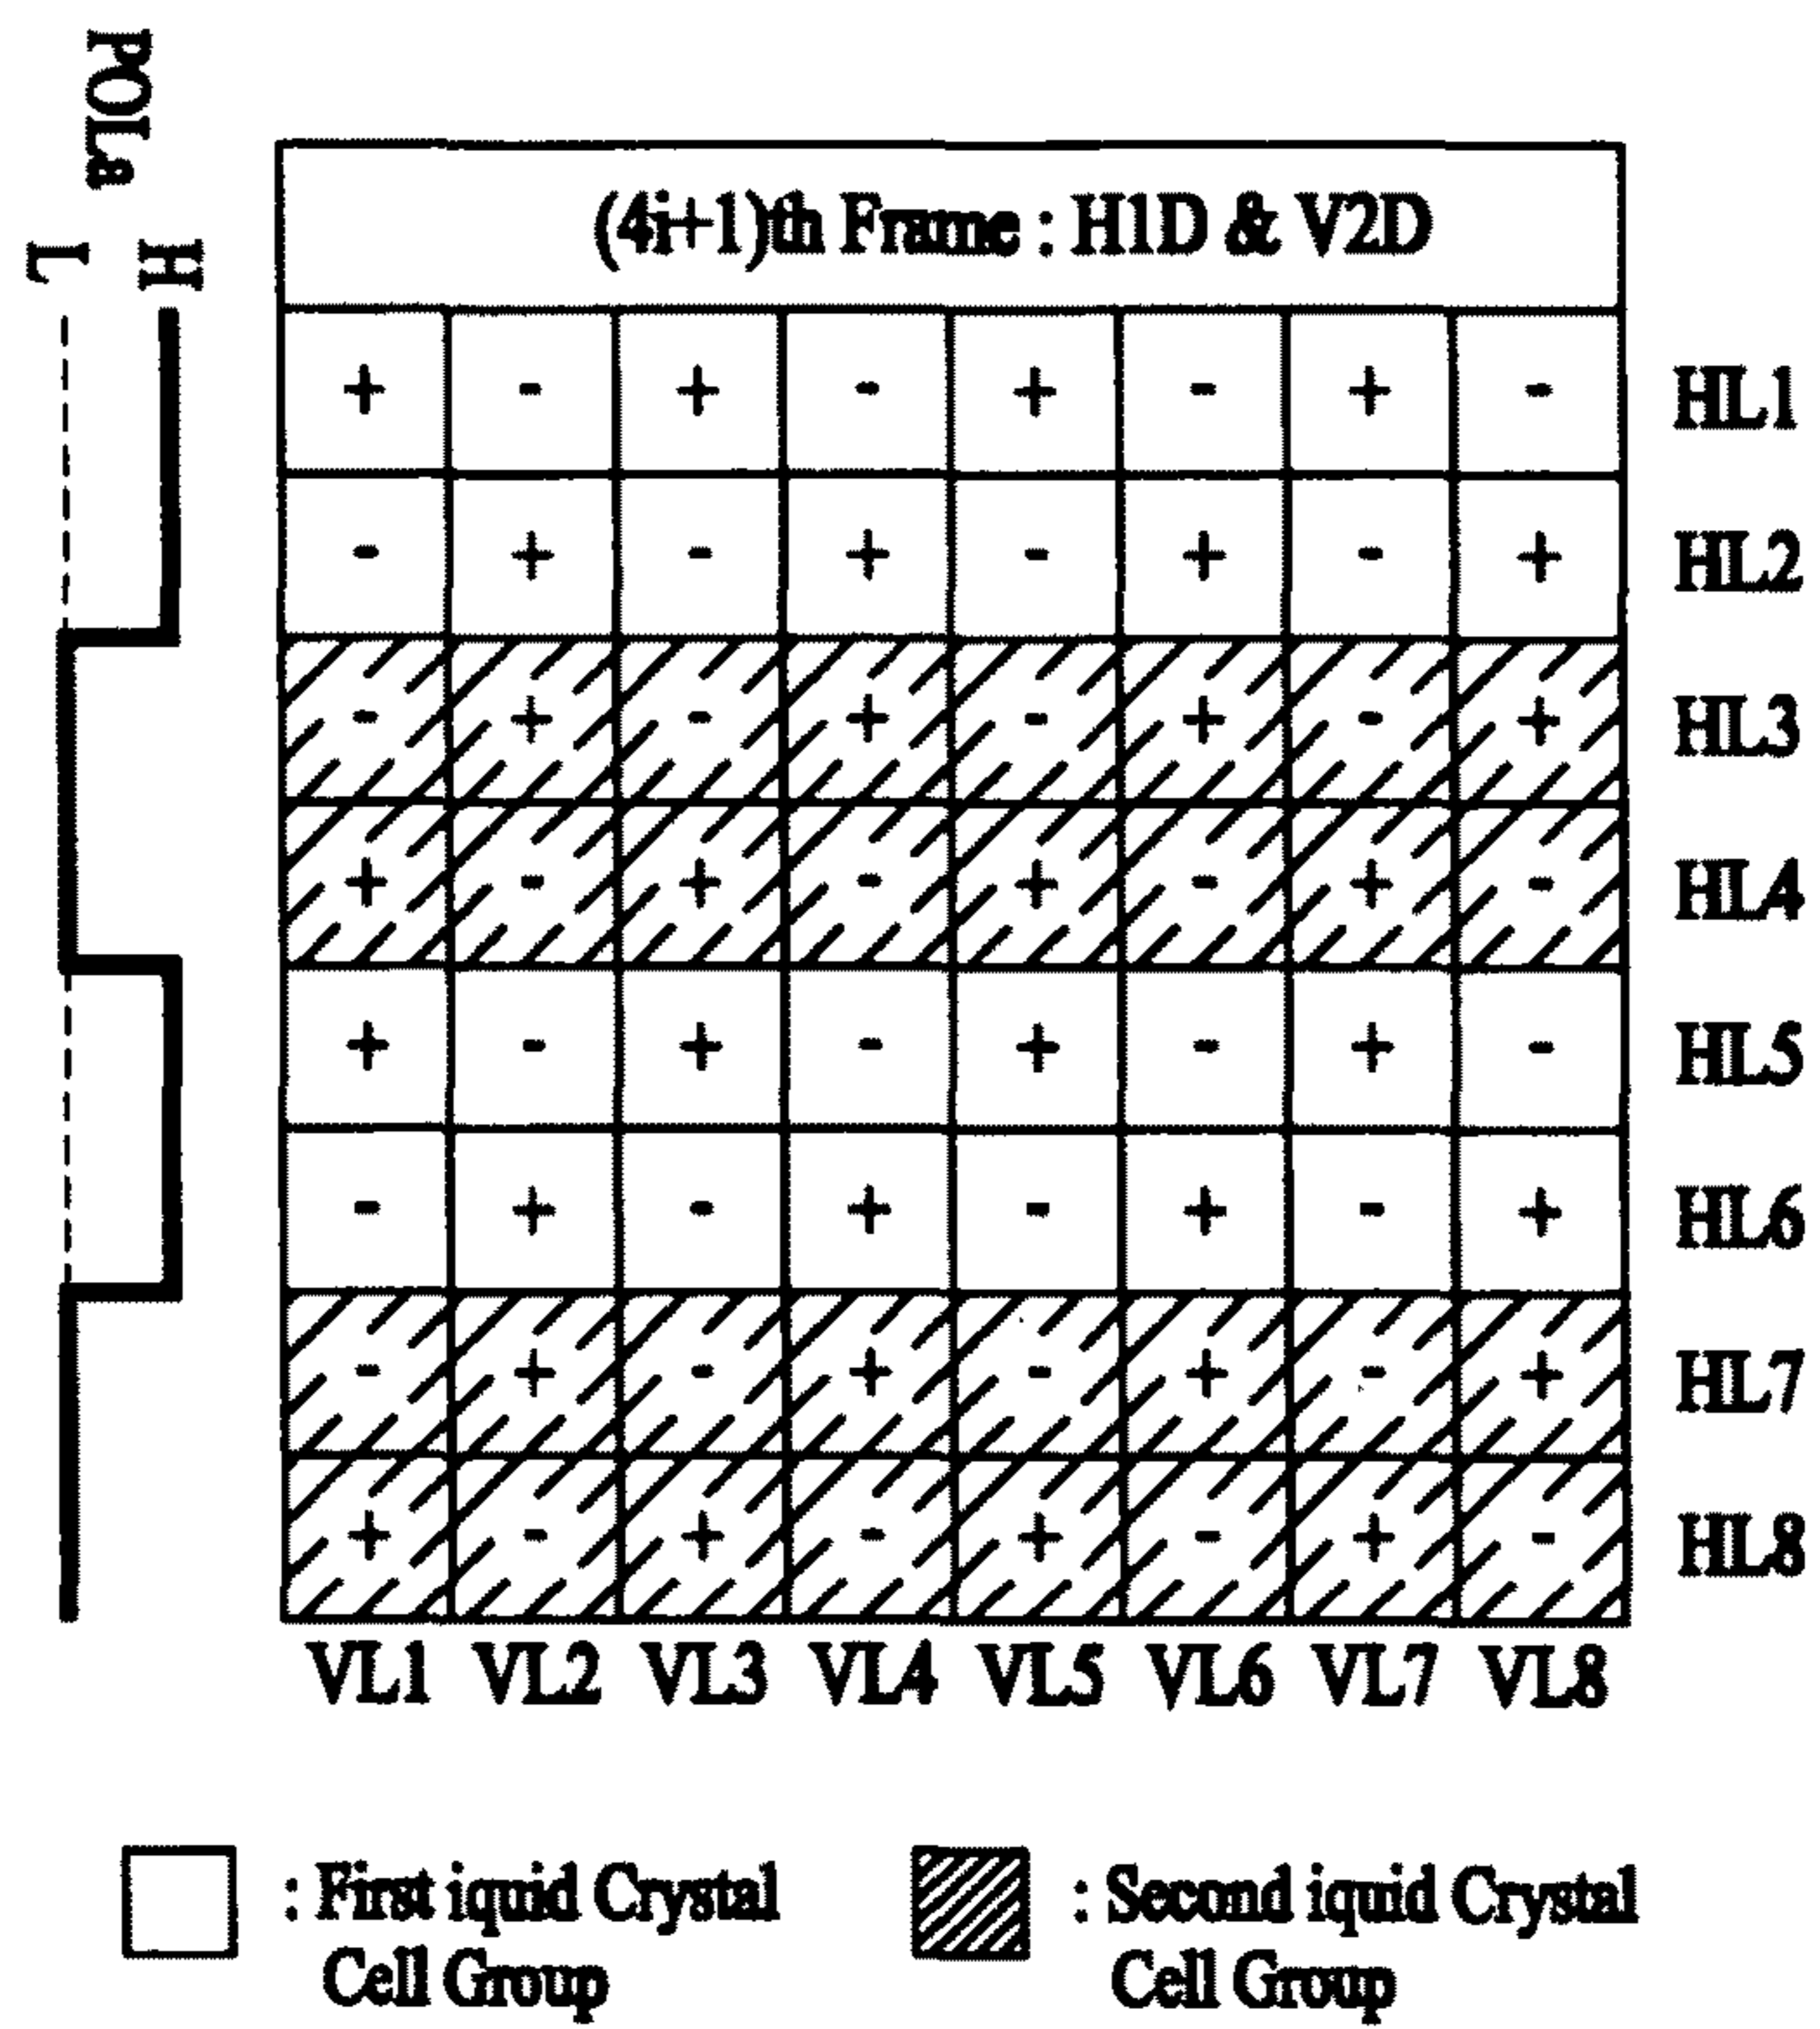 POLa
L H
(4i+1)th Frame : H1D & V2D
+ - + - + - + - HL1
- + - + - + - + HL2
- + - + - + - + HL3
+ - + - + - + - HL4
+ - + - + - + - HL5
- + - + - + - + HL6
- + - + - + - + HL7
+ - + - + - + - HL8
VL1 VL2 VL3 VL4 VL5 VL6 VL7 VL8
: First iquid Crystal
Cell Group
: Second iquid Crystal
Cell Group